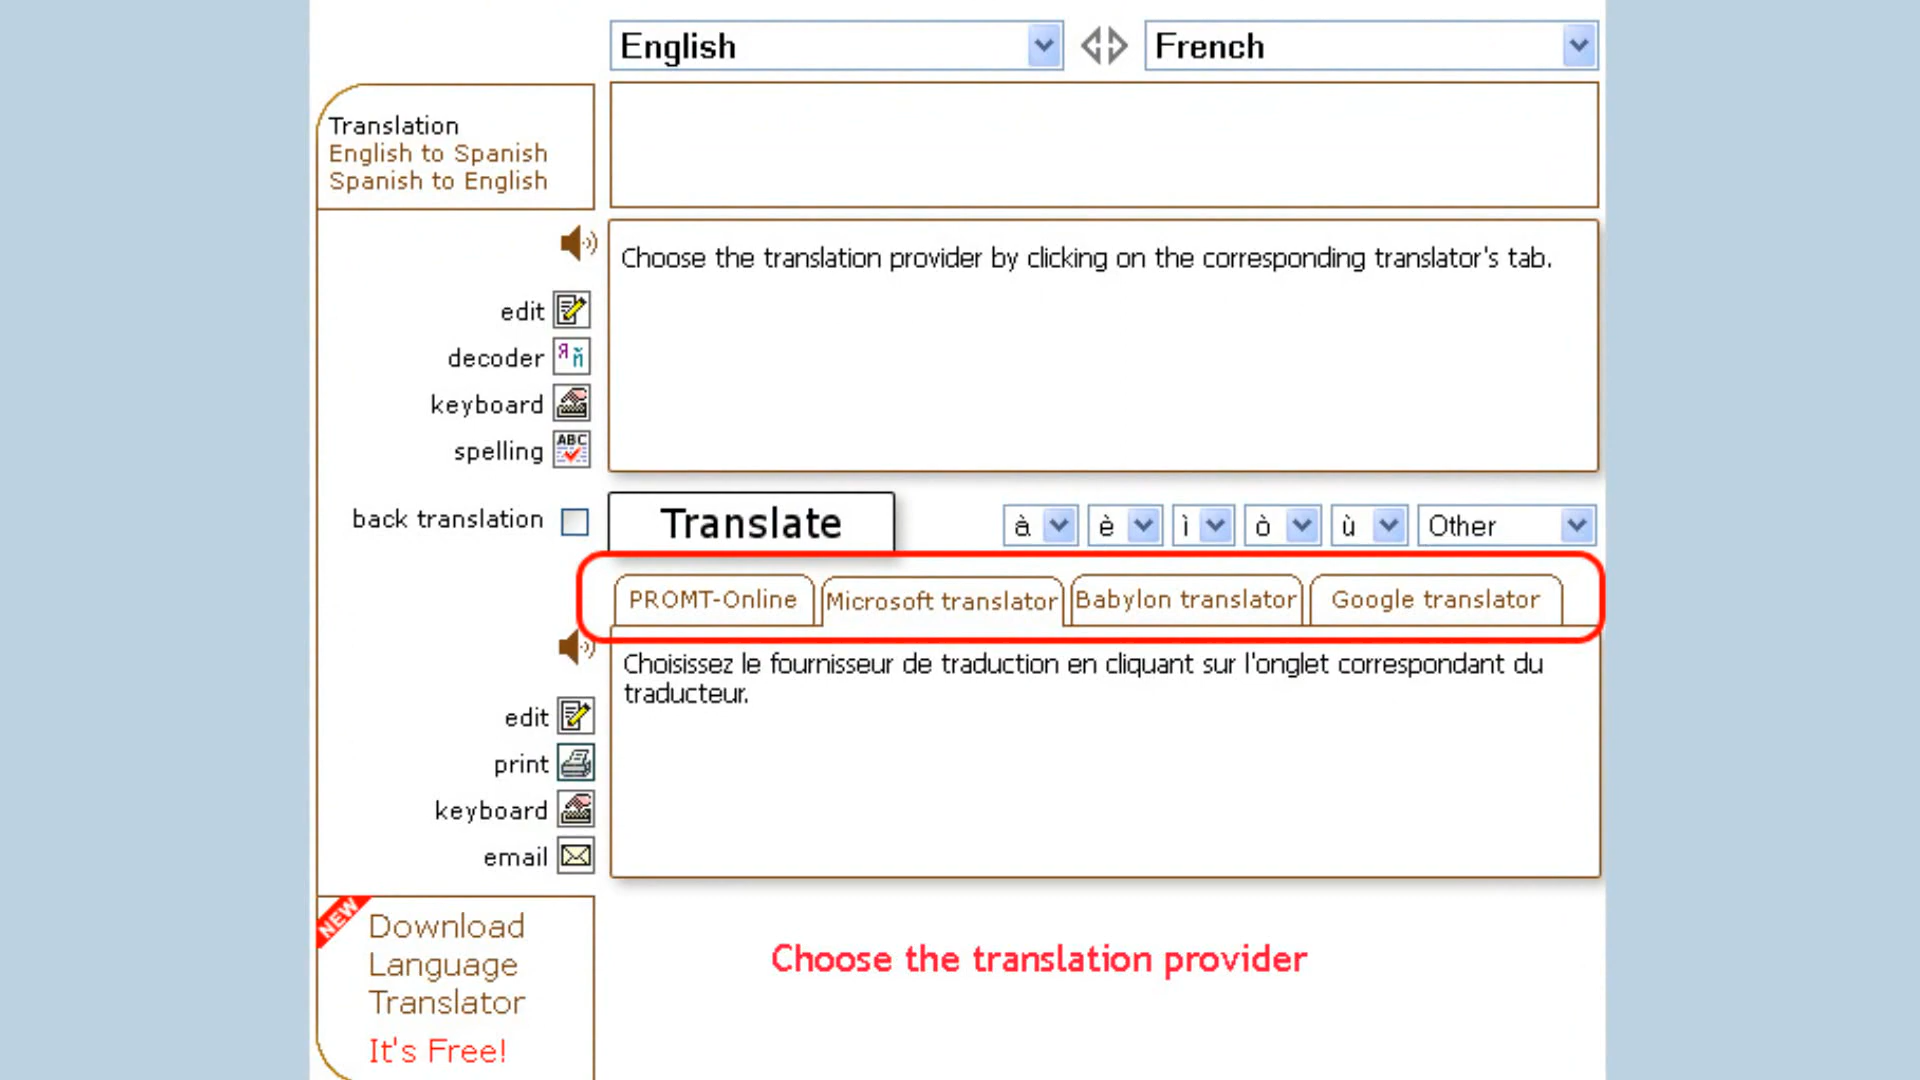 English
French
Translation
English to Spanish
Spanish to English
Choose the translation provider by clicking on the corresponding translator's tab.
edit
decoder
Я ñ
keyboard
spelling
ABC
back translation
Translate
à
è
ì
ò
ù
Other
PROMT-Online
Microsoft translator
Babylon translator
Google translator
Choisissez le fournisseur de traduction en cliquant sur l'onglet correspondant du
traducteur.
edit
print
keyboard
email
NEW
Download
Language
Translator
It's Free!
Choose the translation provider